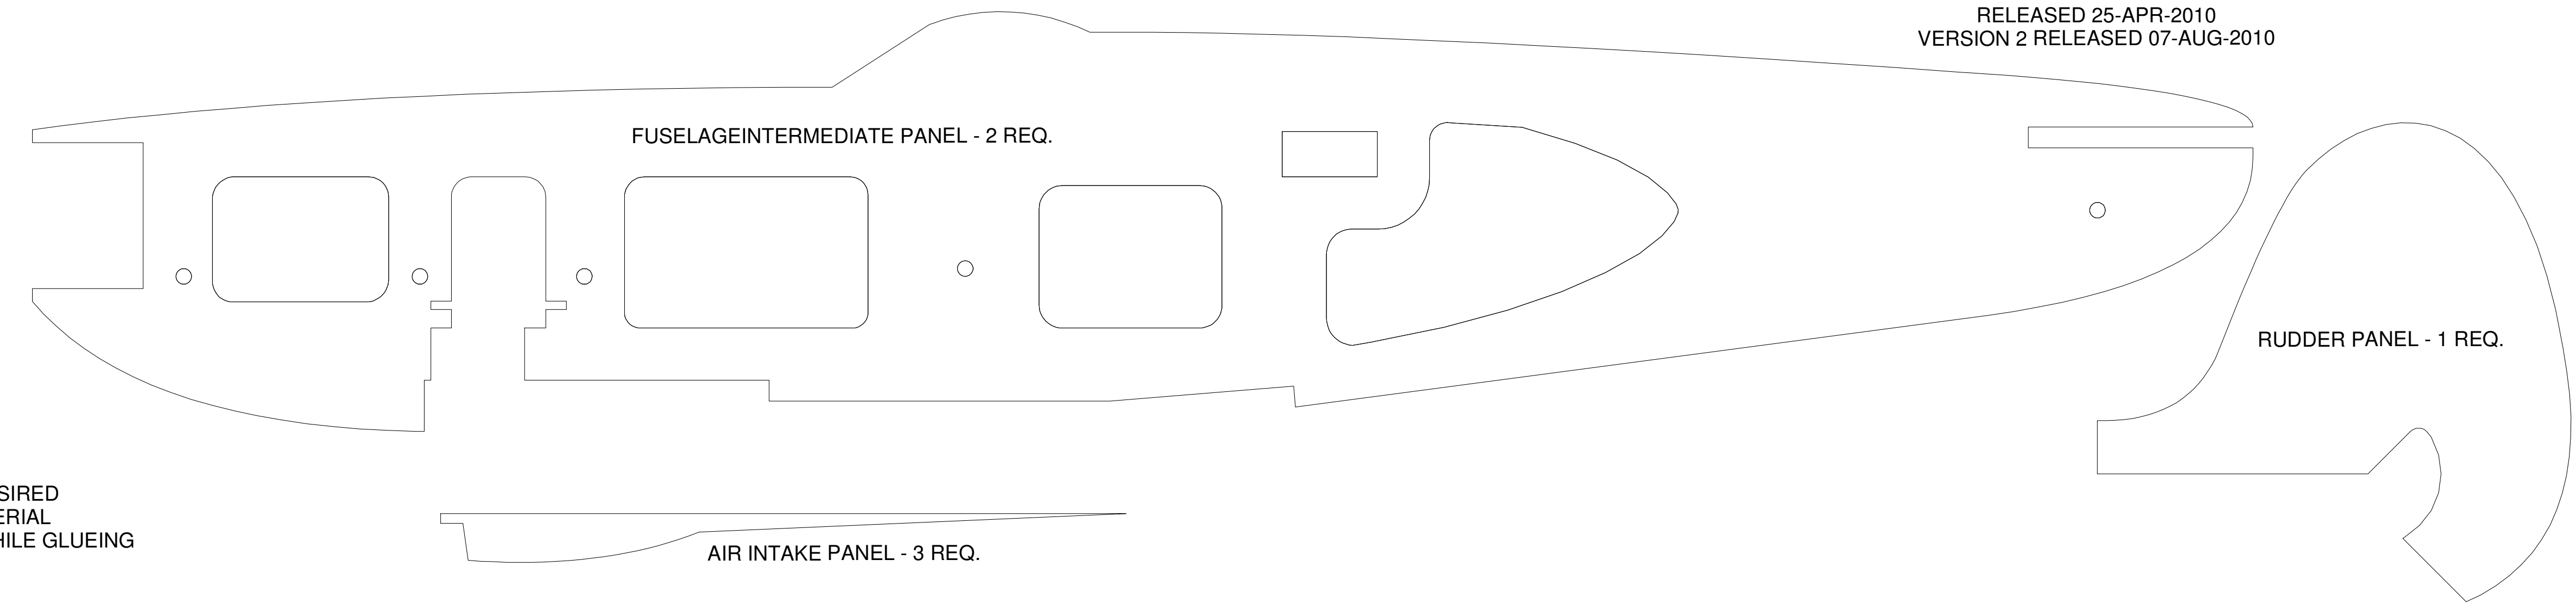 RELEASED 25-APR-2010
VERSION 2 RELEASED 07-AUG-2010
FUSELAGEINTERMEDIATE PANEL - 2 REQ.
RUDDER PANEL - 1 REQ.
SIRED
ERIAL
HILE GLUEING
AIR INTAKE PANEL - 3 REQ.